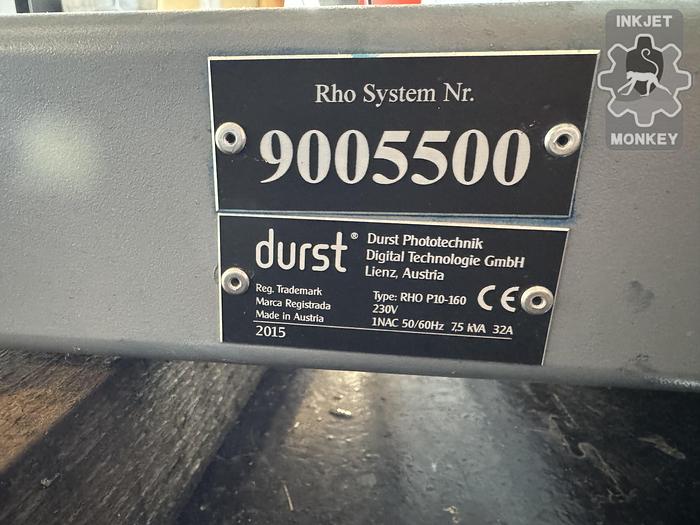 INKJET
MONKEY
Rho System Nr.
9005500
durst®
Durst Phototechnik
Digital Technologie GmbH
Lienz, Austria
Reg. Trademark
Marca Registrada
Made in Austria
2015
Type: RHO P10-160
230V
1NAC 50/60Hz 7,5 kVA 32A
CE